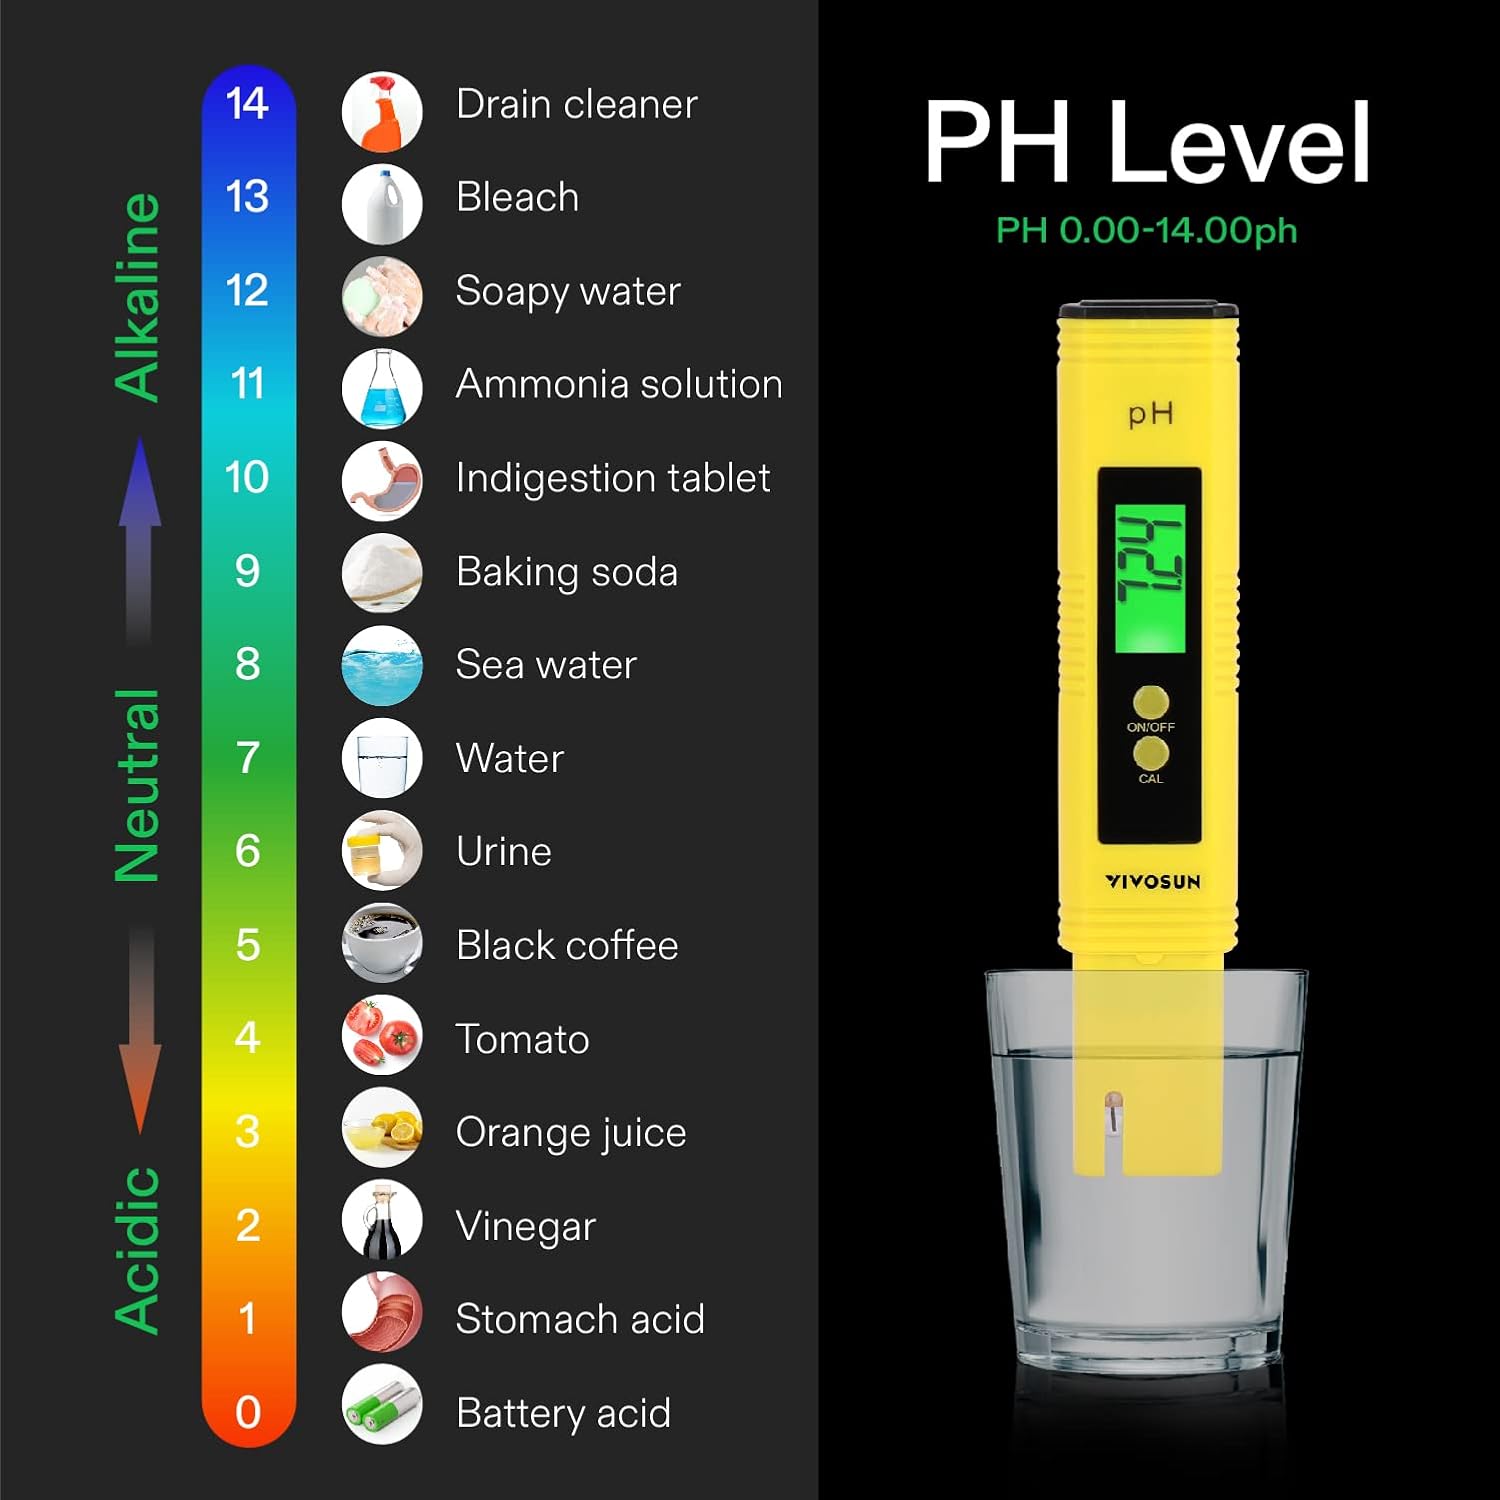 14 Drain cleaner
13 Bleach
12 Soapy water
11 Ammonia solution
10 Indigestion tablet
9 Baking soda
8 Sea water
7 Water
6 Urine
5 Black coffee
4 Tomato
3 Orange juice
2 Vinegar
1 Stomach acid
0 Battery acid
Alkaline
Neutral
Acidic
PH Level
PH 0.00-14.00ph
pH
7.24
ON/OFF
CAL
VIVOSUN